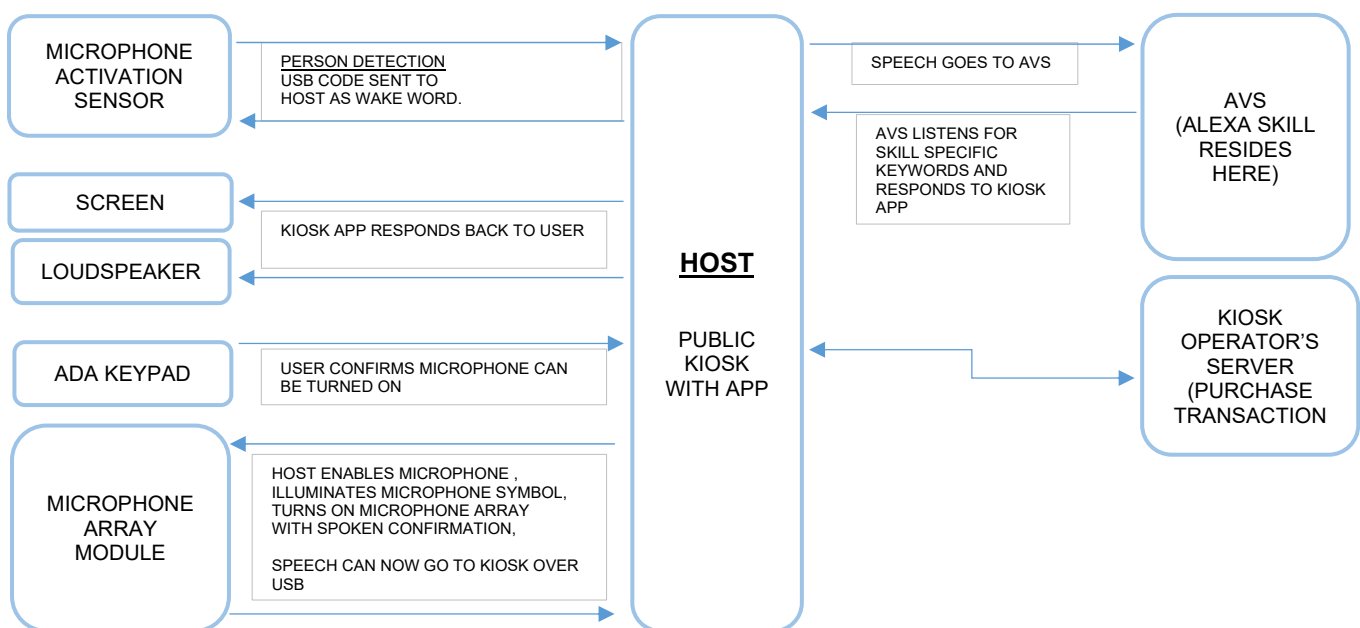 MICROPHONE
ACTIVATION
SENSOR
PERSON DETECTION
USB CODE SENT TO
HOST AS WAKE WORD.
SCREEN
KIOSK APP RESPONDS BACK TO USER
LOUDSPEAKER
ADA KEYPAD
USER CONFIRMS MICROPHONE CAN
BE TURNED ON
MICROPHONE
ARRAY
MODULE
HOST ENABLES MICROPHONE ,
ILLUMINATES MICROPHONE SYMBOL,
TURNS ON MICROPHONE ARRAY
WITH SPOKEN CONFIRMATION,
SPEECH CAN NOW GO TO KIOSK OVER
USB
HOST
PUBLIC
KIOSK
WITH APP
SPEECH GOES TO AVS
AVS LISTENS FOR
SKILL SPECIFIC
KEYWORDS AND
RESPONDS TO KIOSK
APP
AVS
(ALEXA SKILL
RESIDES
HERE)
KIOSK
OPERATOR'S
SERVER
(PURCHASE
TRANSACTION